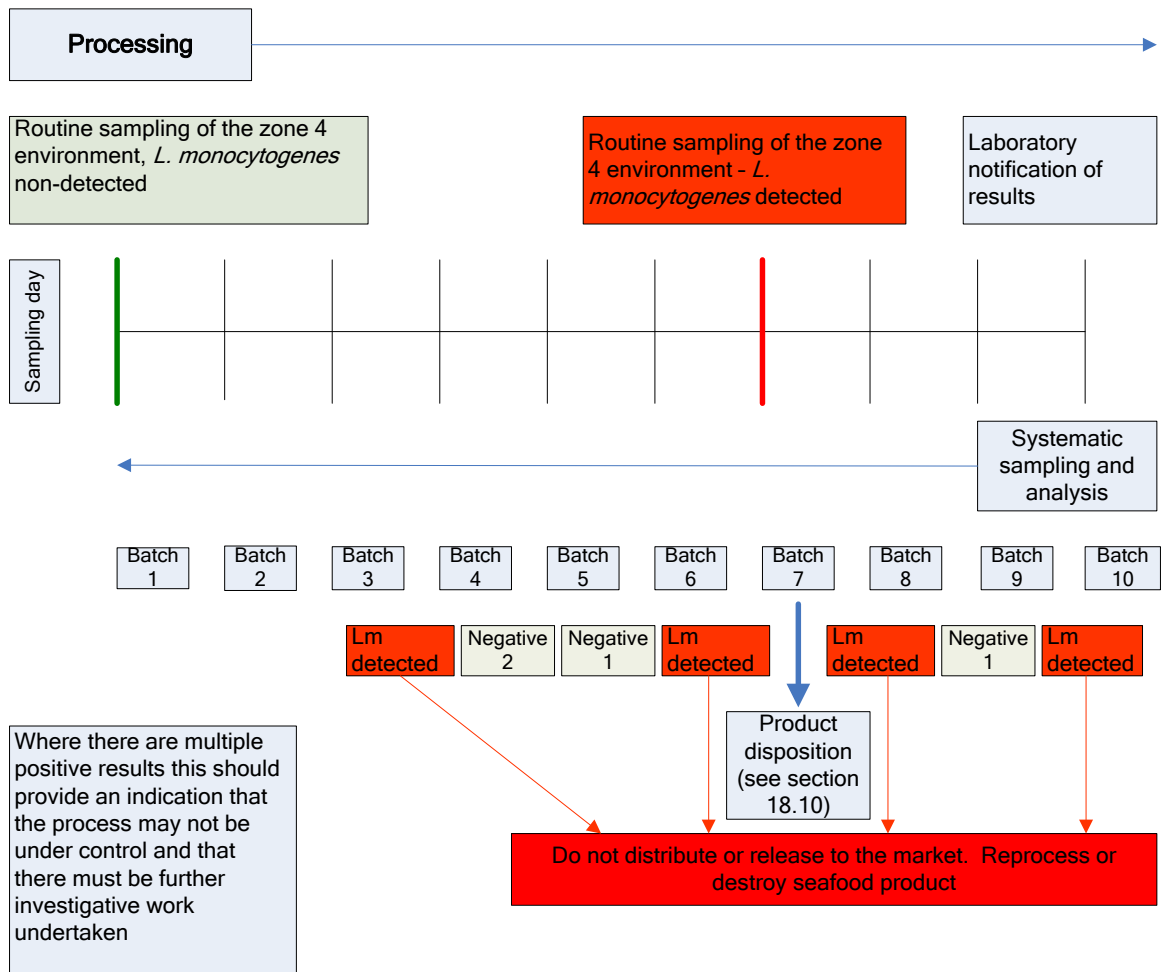 Processing
Routine sampling of the zone 4
environment, L. monocytogenes
non-detected
Routine sampling of the zone
4 environment - L.
monocytogenes detected
Laboratory
notification of
results
Sampling day
Systematic
sampling and
analysis
Batch
1
Batch
2
Batch
3
Batch
4
Batch
5
Batch
6
Batch
7
Batch
8
Batch
9
Batch
10
Lm
detected
Negative
2
Negative
1
Lm
detected
Lm
detected
Negative
1
Lm
detected
Product
disposition
(see section
18.10)
Where there are multiple
positive results this should
provide an indication that
the process may not be
under control and that
there must be further
investigative work
undertaken
Do not distribute or release to the market.  Reprocess or
destroy seafood product